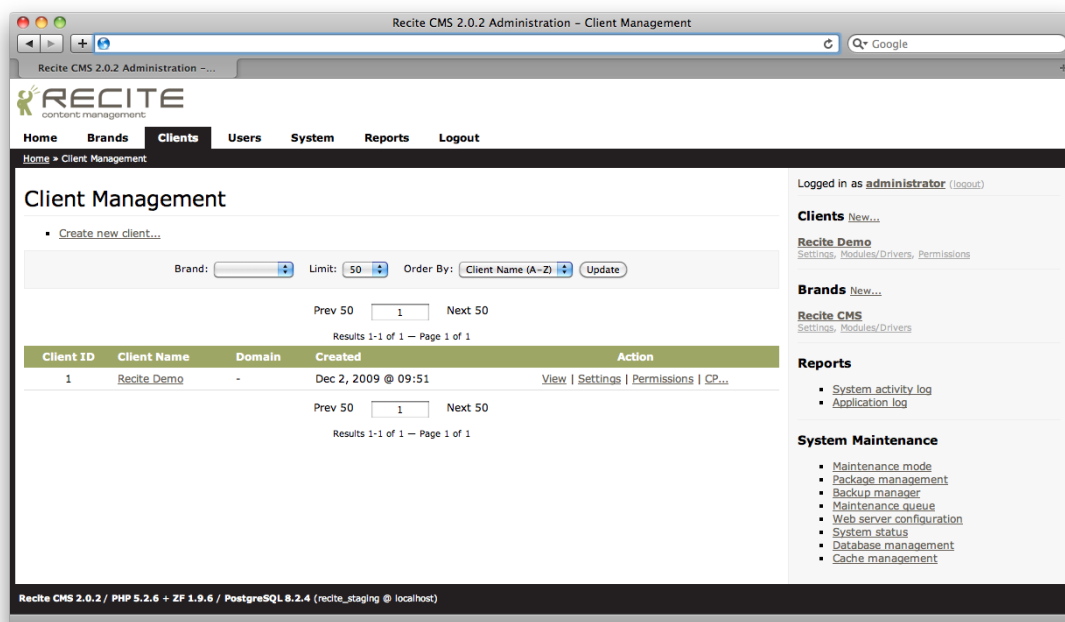 Recite CMS 2.0.2 Administration – Client Management
Google
Recite CMS 2.0.2 Administration –...
RECITE
content management
Home Brands Clients Users System Reports Logout
Home » Client Management
Client Management
Create new client...
Brand: Limit: 50 Order By: Client Name (A–Z) Update
Prev 50 1 Next 50
Results 1-1 of 1 — Page 1 of 1
Client ID Client Name Domain Created Action
1 Recite Demo - Dec 2, 2009 @ 09:51 View | Settings | Permissions | CP...
Prev 50 1 Next 50
Results 1-1 of 1 — Page 1 of 1
Logged in as administrator (logout)
Clients New...
Recite Demo
Settings, Modules/Drivers, Permissions
Brands New...
Recite CMS
Settings, Modules/Drivers
Reports
System activity log
Application log
System Maintenance
Maintenance mode
Package management
Backup manager
Maintenance queue
Web server configuration
System status
Database management
Cache management
Recite CMS 2.0.2 / PHP 5.2.6 + ZF 1.9.6 / PostgreSQL 8.2.4 (recite_staging @ localhost)